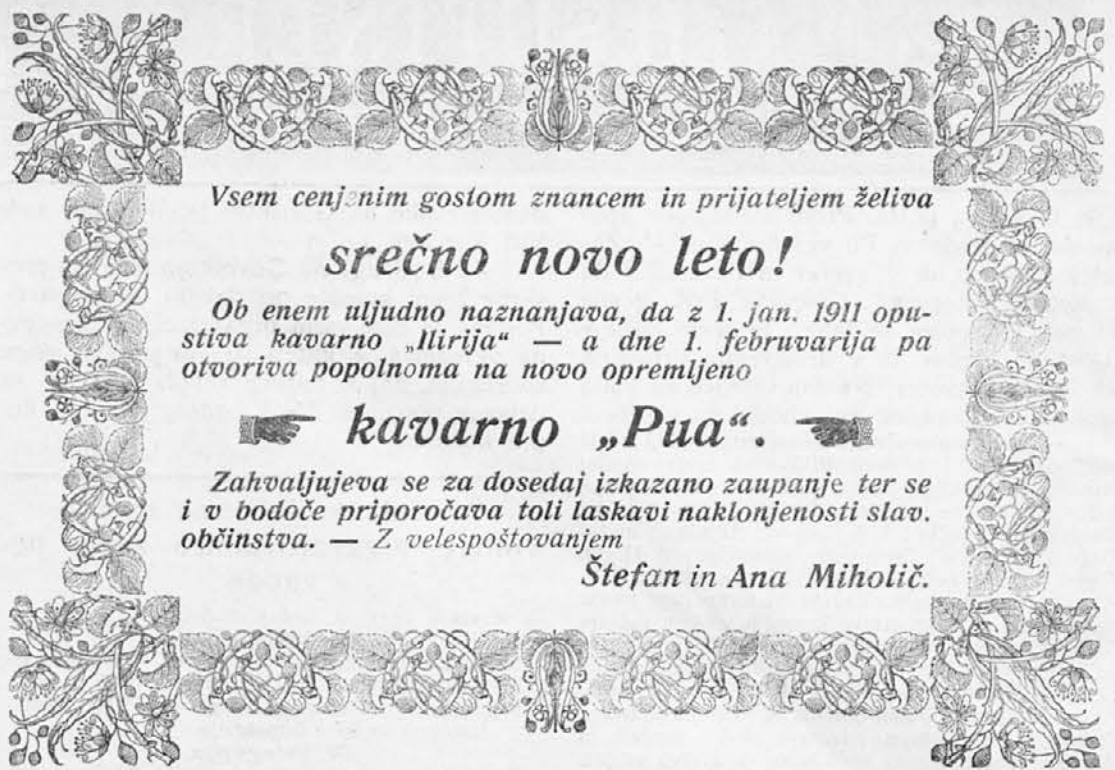 Vsem cenjenim gostom znancem in prijateljem želiva
srečno novo leto!
Ob enem uljudno naznanjava, da z 1. jan. 1911 opu-
stiva kavarno „Ilirija“ — a dne 1. februvarija pa
otvoriva popolnoma na novo opremljeno
kavarno „Pua“.
Zahvaljujeva se za dosedaj izkazano zaupanje ter se
i v bodoče priporočava toli laskavi naklonjenosti slav.
občinstva. — Z velespoštovanjem
Štefan in Ana Miholič.